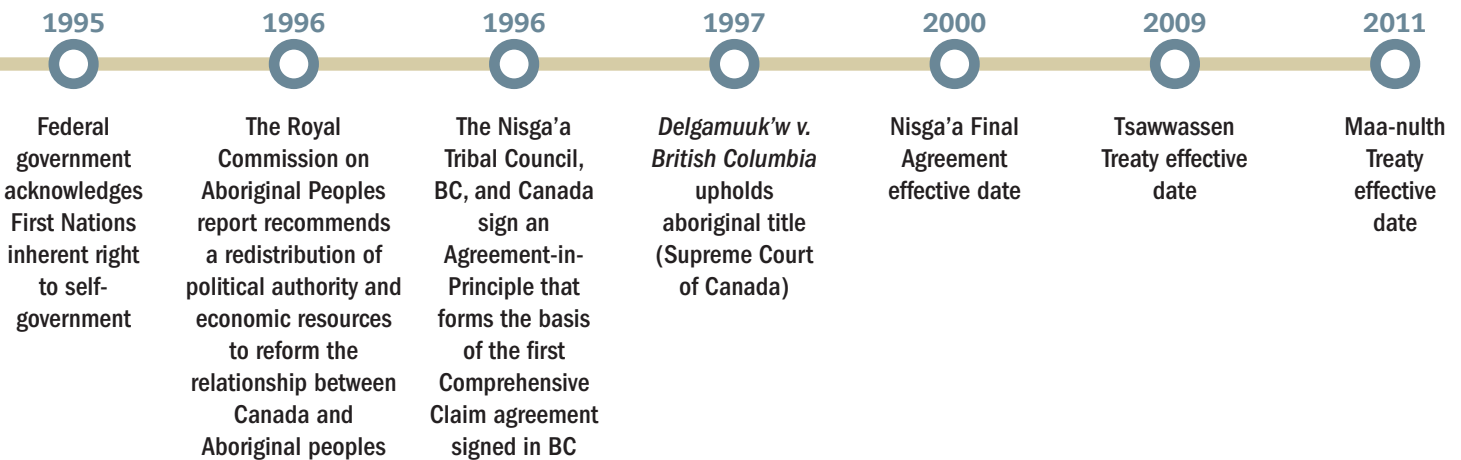 1995
Federal
government
acknowledges
First Nations
inherent right
to self-
government
1996
The Royal
Commission on
Aboriginal Peoples
report recommends
a redistribution of
political authority and
economic resources
to reform the
relationship between
Canada and
Aboriginal peoples
1996
The Nisga'a
Tribal Council,
BC, and Canada
sign an
Agreement-in-
Principle that
forms the basis
of the first
Comprehensive
Claim agreement
signed in BC
1997
Delgamuuk'w v.
British Columbia
upholds
aboriginal title
(Supreme Court
of Canada)
2000
Nisga'a Final
Agreement
effective date
2009
Tsawwassen
Treaty effective
date
2011
Maa-nulth
Treaty
effective
date